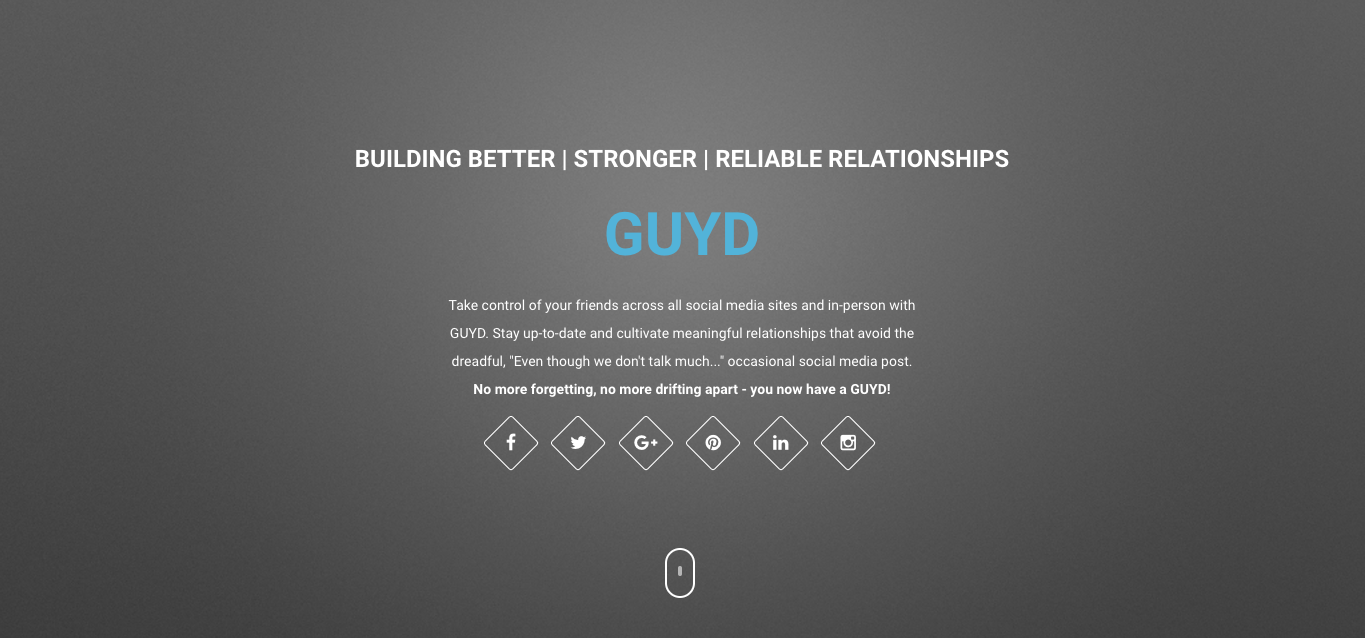 BUILDING BETTER | STRONGER | RELIABLE RELATIONSHIPS
GUYD
Take control of your friends across all social media sites and in-person with
GUYD. Stay up-to-date and cultivate meaningful relationships that avoid the
dreadful, "Even though we don't talk much..." occasional social media post.
No more forgetting, no more drifting apart - you now have a GUYD!